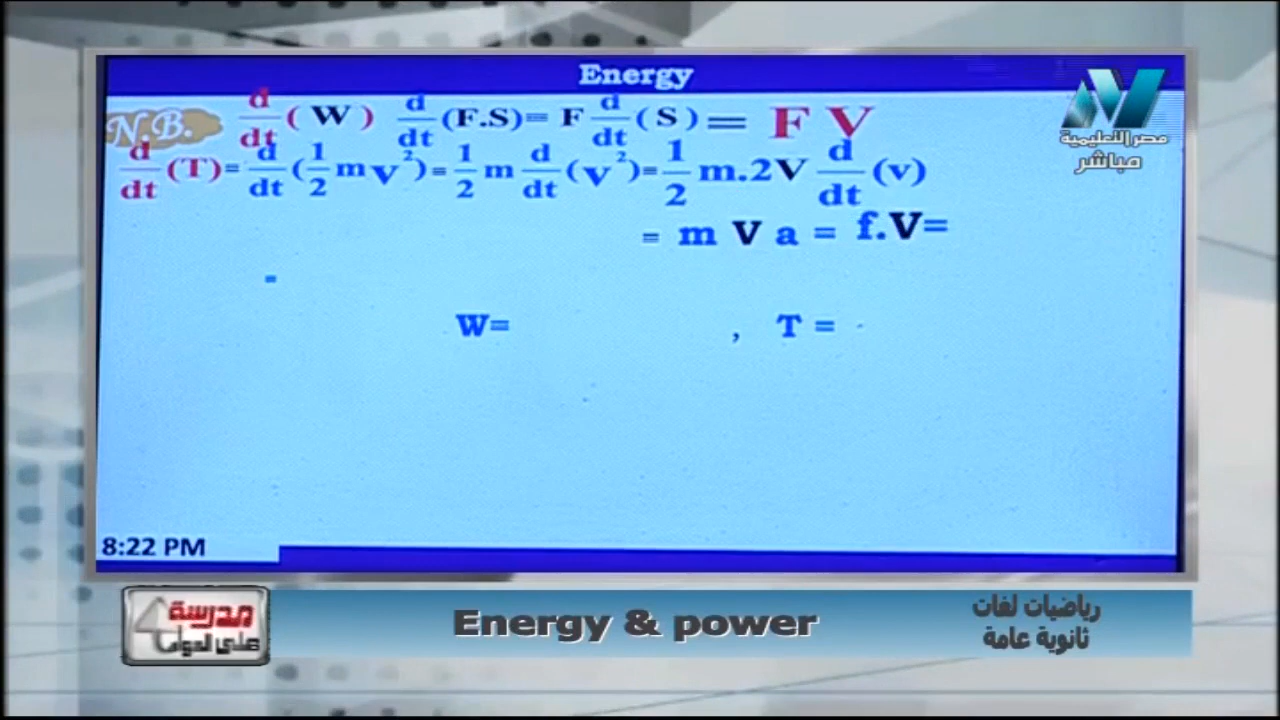 Energy
N.B. d/dt ( W ) d/dt (F.S)= F d/dt ( S ) = F V
d/dt (T)= d/dt (1/2 m v²)= 1/2 m d/dt (v²)= 1/2 m.2V d/dt (v)
= m V a = f.V=
=
W= , T =
8:22 PM
مصر التعليمية
مباشر
مدرسة
على الهواء
Energy & power
رياضيات لغات
ثانوية عامة